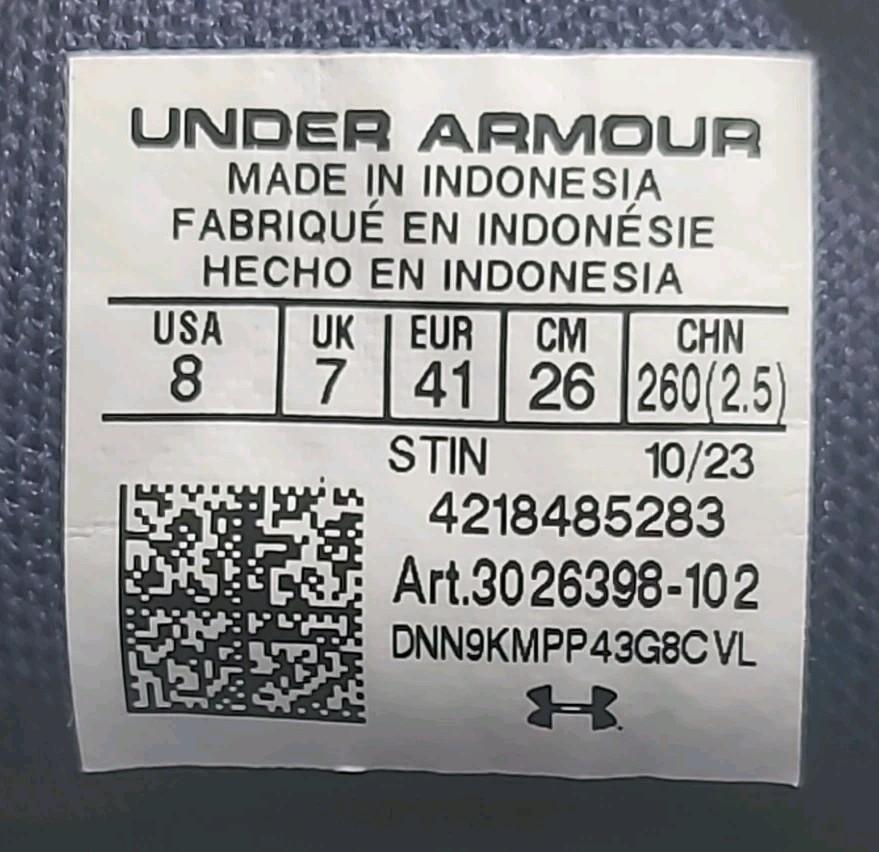 UNDER ARMOUR
MADE IN INDONESIA
FABRIQUÉ EN INDONÉSIE
HECHO EN INDONESIA
USA UK EUR CM CHN
8 7 41 26 260(2.5)
STIN 10/23
4218485283
Art.3026398-102
DNN9KMPP43G8CVL